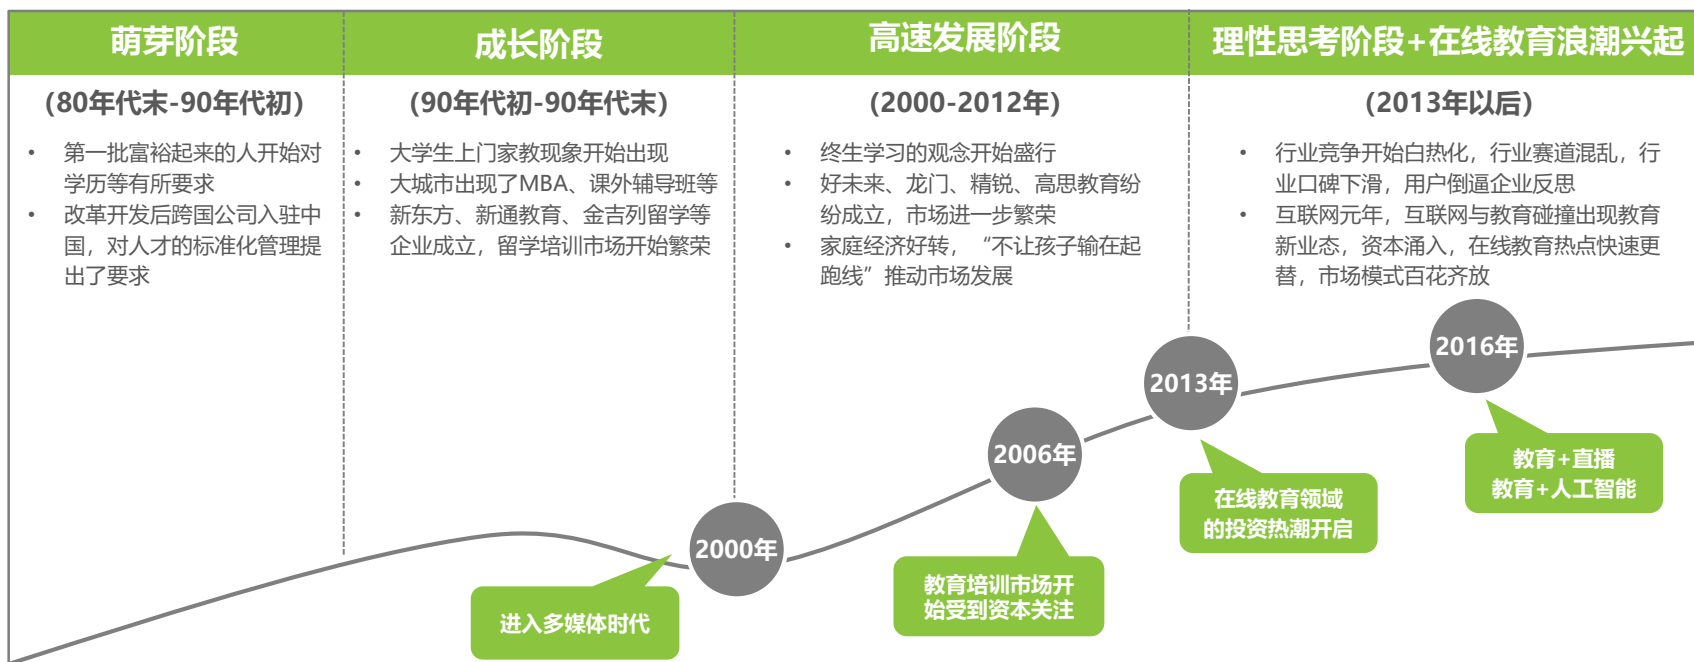 萌芽阶段
(80年代末-90年代初)
• 第一批富裕起来的人开始对
学历等有所要求
• 改革开发后跨国公司入驻中
国，对人才的标准化管理提
出了要求
成长阶段
(90年代初-90年代末)
• 大学生上门家教现象开始出现
• 大城市出现了MBA、课外辅导班等
• 新东方、新通教育、金吉列留学等
企业成立，留学培训市场开始繁荣
高速发展阶段
(2000-2012年)
• 终生学习的观念开始盛行
• 好未来、龙门、精锐、高思教育纷
纷成立，市场进一步繁荣
• 家庭经济好转，“不让孩子输在起
跑线”推动市场发展
理性思考阶段+在线教育浪潮兴起
(2013年以后)
• 行业竞争开始白热化，行业赛道混乱，行
业口碑下滑，用户倒逼企业反思
• 互联网元年，互联网与教育碰撞出现教育
新业态，资本涌入，在线教育热点快速更
替，市场模式百花齐放
2000年
进入多媒体时代
2006年
教育培训市场开
始受到资本关注
2013年
在线教育领域
的投资热潮开启
2016年
教育+直播
教育+人工智能